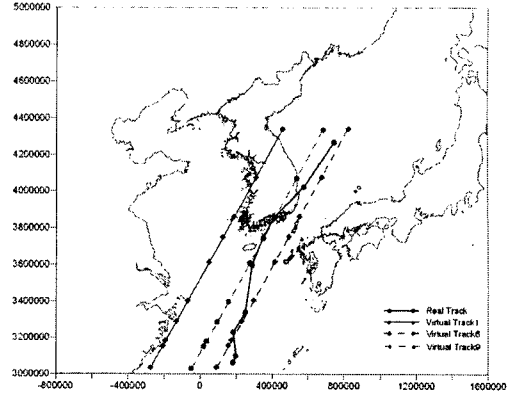 5000000
4800000
4600000
4400000
4200000
4000000
3800000
3600000
3400000
3200000
3000000
-800000 -400000 0 400000 800000 1200000 1600000
Real Track
Virtual Track1
Virtual Track6
Virtual Track9